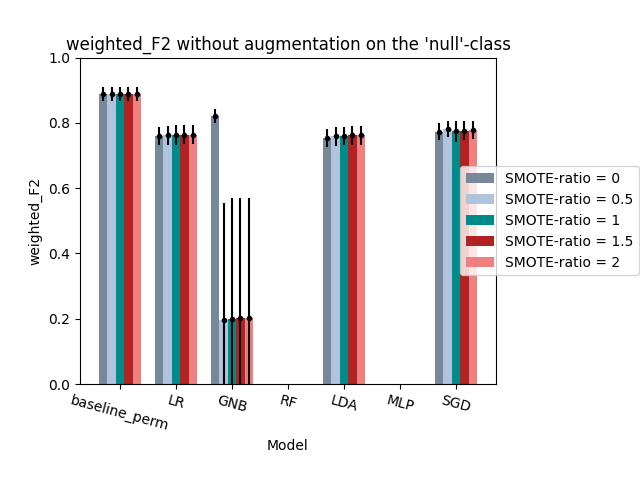 weighted_F2 without augmentation on the 'null'-class
1.0
0.8
0.6
0.4
0.2
0.0
weighted_F2
SMOTE-ratio = 0
SMOTE-ratio = 0.5
SMOTE-ratio = 1
SMOTE-ratio = 1.5
SMOTE-ratio = 2
baseline_perm
LR
GNB
RF
LDA
MLP
SGD
Model